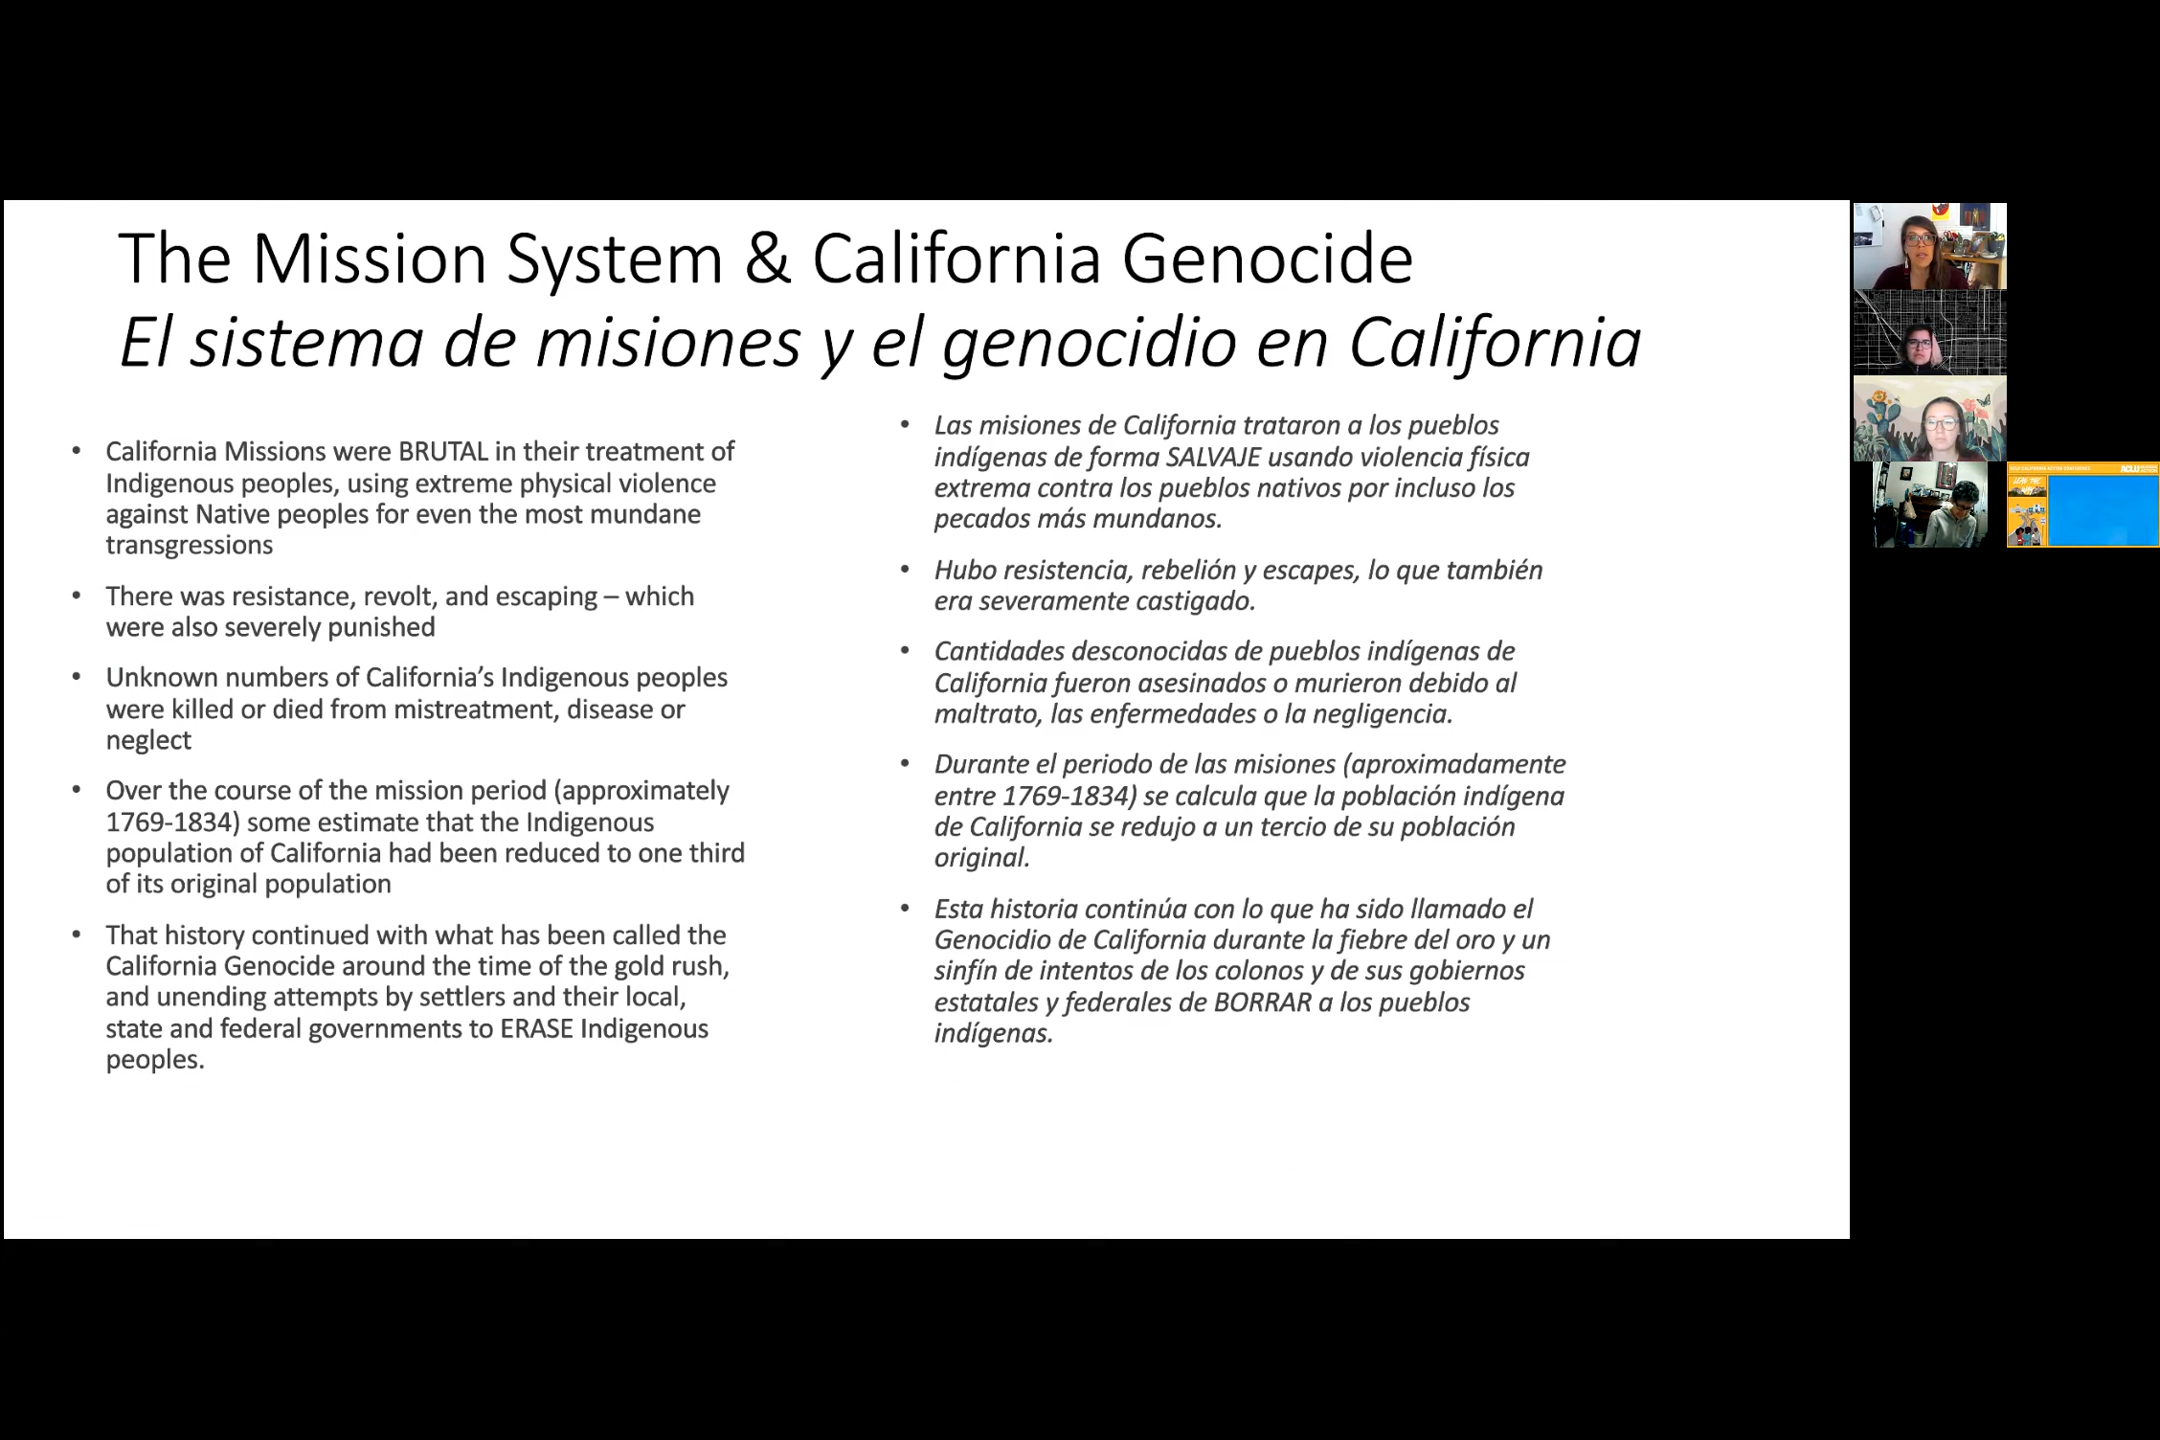 The Mission System & California Genocide
El sistema de misiones y el genocidio en California
• California Missions were BRUTAL in their treatment of
Indigenous peoples, using extreme physical violence
against Native peoples for even the most mundane
transgressions
• There was resistance, revolt, and escaping – which
were also severely punished
• Unknown numbers of California’s Indigenous peoples
were killed or died from mistreatment, disease or
neglect
• Over the course of the mission period (approximately
1769-1834) some estimate that the Indigenous
population of California had been reduced to one third
of its original population
• That history continued with what has been called the
California Genocide around the time of the gold rush,
and unending attempts by settlers and their local,
state and federal governments to ERASE Indigenous
peoples.
• Las misiones de California trataron a los pueblos
indígenas de forma SALVAJE usando violencia física
extrema contra los pueblos nativos por incluso los
pecados más mundanos.
• Hubo resistencia, rebelión y escapes, lo que también
era severamente castigado.
• Cantidades desconocidas de pueblos indígenas de
California fueron asesinados o murieron debido al
maltrato, las enfermedades o la negligencia.
• Durante el periodo de las misiones (aproximadamente
entre 1769-1834) se calcula que la población indígena
de California se redujo a un tercio de su población
original.
• Esta historia continúa con lo que ha sido llamado el
Genocidio de California durante la fiebre del oro y un
sinfín de intentos de los colonos y de sus gobiernos
estatales y federales de BORRAR a los pueblos
indígenas.
ACLU